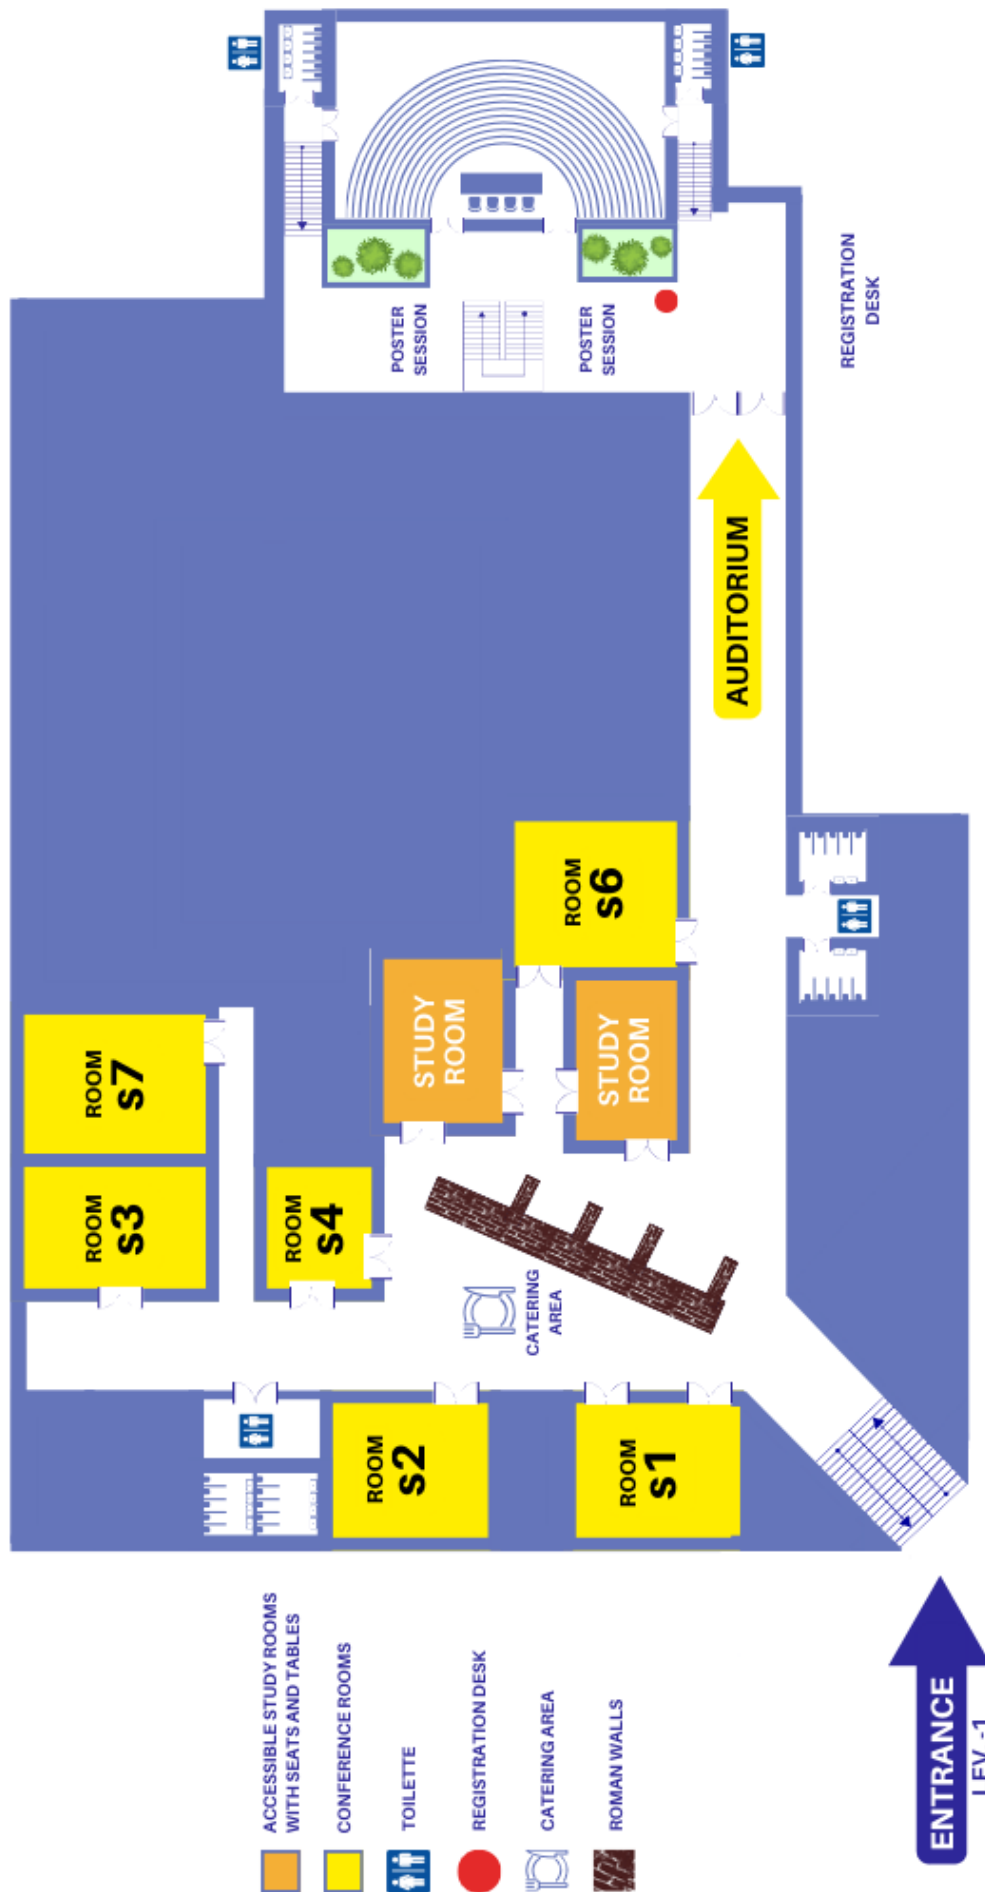 REGISTRATION
DESK
POSTER
SESSION
POSTER
SESSION
AUDITORIUM
ROOM
s6
STUDY
ROOM
STUDY
ROOM
ROOM
s7
ROOM
s3
ROOM
s4
CATERING
AREA
ROOM
s2
ROOM
s1
ACCESSIBLE STUDY ROOMS
WITH SEATS AND TABLES
CONFERENCE ROOMS
TOILETTE
REGISTRATION DESK
CATERING AREA
ROMAN WALLS
ENTRANCE
LEV -1